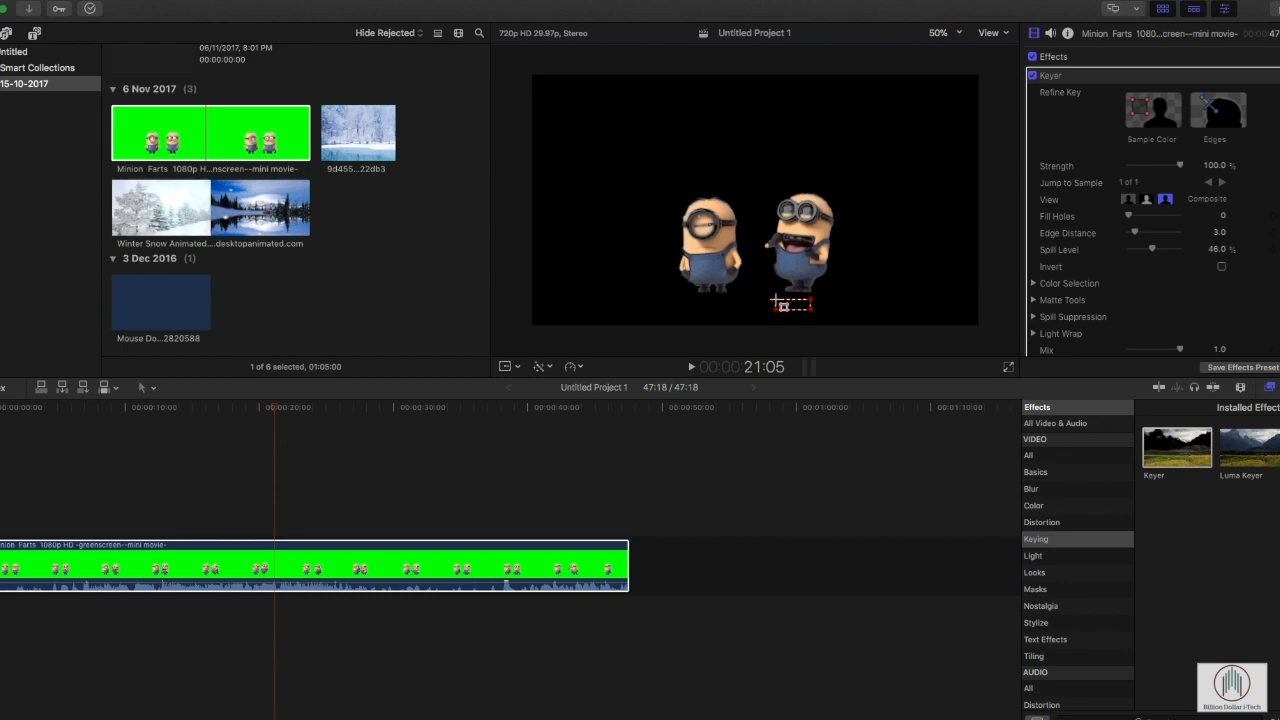 Hide Rejected
720p HD 29.97p, Stereo
Untitled Project 1
50%
View
Minion Farts 1080...creen--mini movie-
47
ntitled
Smart Collections
15-10-2017
06/11/2017, 8:01 PM
00:00:00:00
6 Nov 2017 (3)
Minion Farts 1080p H...nscreen--mini movie-
9d455...22db3
Winter Snow Animated....desktopanimated.com
3 Dec 2016 (1)
Mouse Do...2820588
1 of 6 selected, 01:05:00
00:00:00:21:05
Effects
Keyer
Refine Key
Sample Color
Edges
Strength
100.0 %
Jump to Sample
1 of 1
View
Composite
Fill Holes
0
Edge Distance
3.0
Spill Level
46.0 %
Invert
Color Selection
Matte Tools
Spill Suppression
Light Wrap
Mix
1.0
Save Effects Preset
ex
Untitled Project 1
47:18 / 47:18
00:00:00:00
00:00:10:00
00:00:20:00
00:00:30:00
00:00:40:00
00:00:50:00
00:01:00:00
00:01:10:00
inion Farts 1080p HD -greenscreen--mini movie-
Effects
Installed Effect
All Video & Audio
VIDEO
All
Basics
Blur
Color
Distortion
Keying
Light
Looks
Masks
Nostalgia
Stylize
Text Effects
Tiling
AUDIO
All
Distortion
Keyer
Luma Keyer
Billion Dollar i-Tech